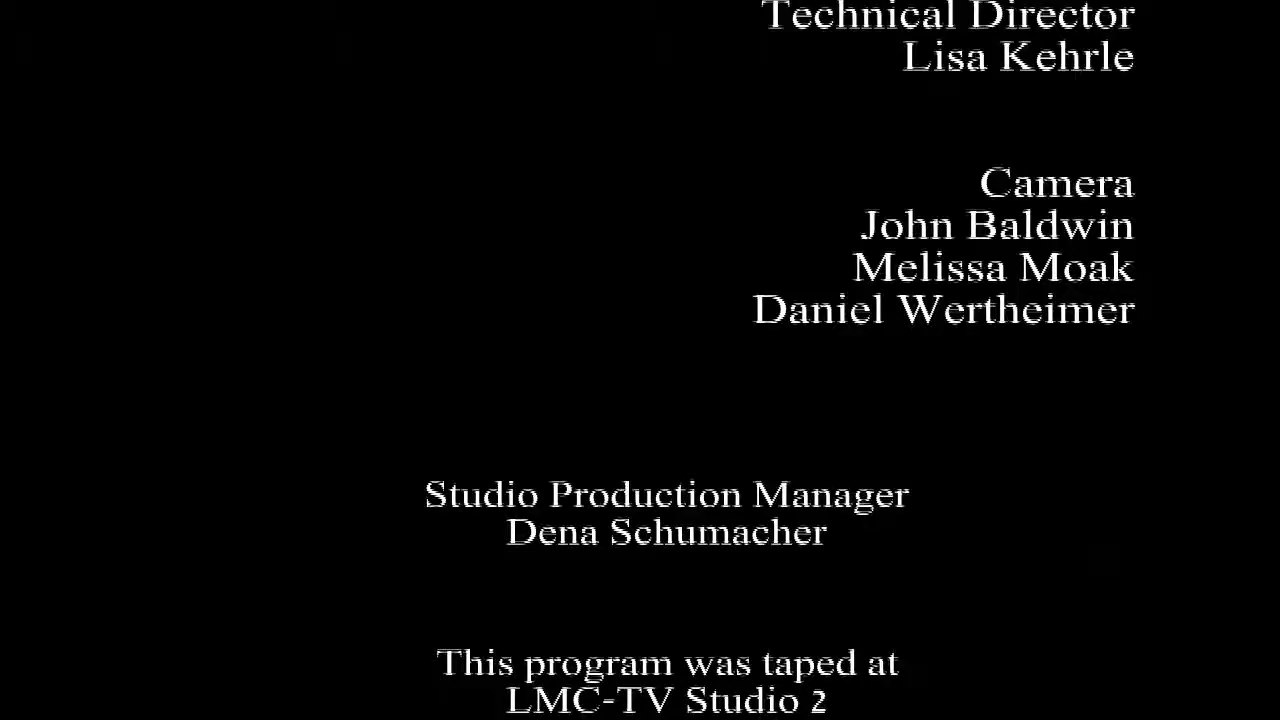 Technical Director
Lisa Kehrle
Camera
John Baldwin
Melissa Moak
Daniel Wertheimer
Studio Production Manager
Dena Schumacher
This program was taped at
LMC-TV Studio 2